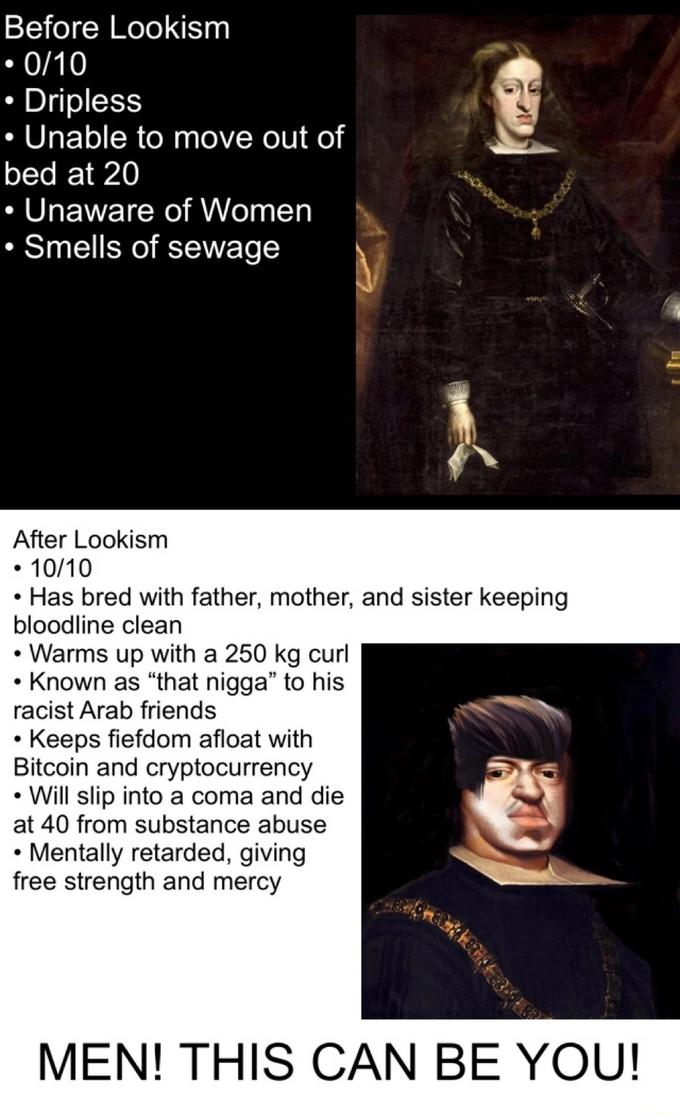 Before Lookism
• 0/10
• Dripless
• Unable to move out of
bed at 20
• Unaware of Women
• Smells of sewage
After Lookism
• 10/10
• Has bred with father, mother, and sister keeping
bloodline clean
• Warms up with a 250 kg curl
• Known as “that nigga” to his
racist Arab friends
• Keeps fiefdom afloat with
Bitcoin and cryptocurrency
• Will slip into a coma and die
at 40 from substance abuse
• Mentally retarded, giving
free strength and mercy
MEN! THIS CAN BE YOU!